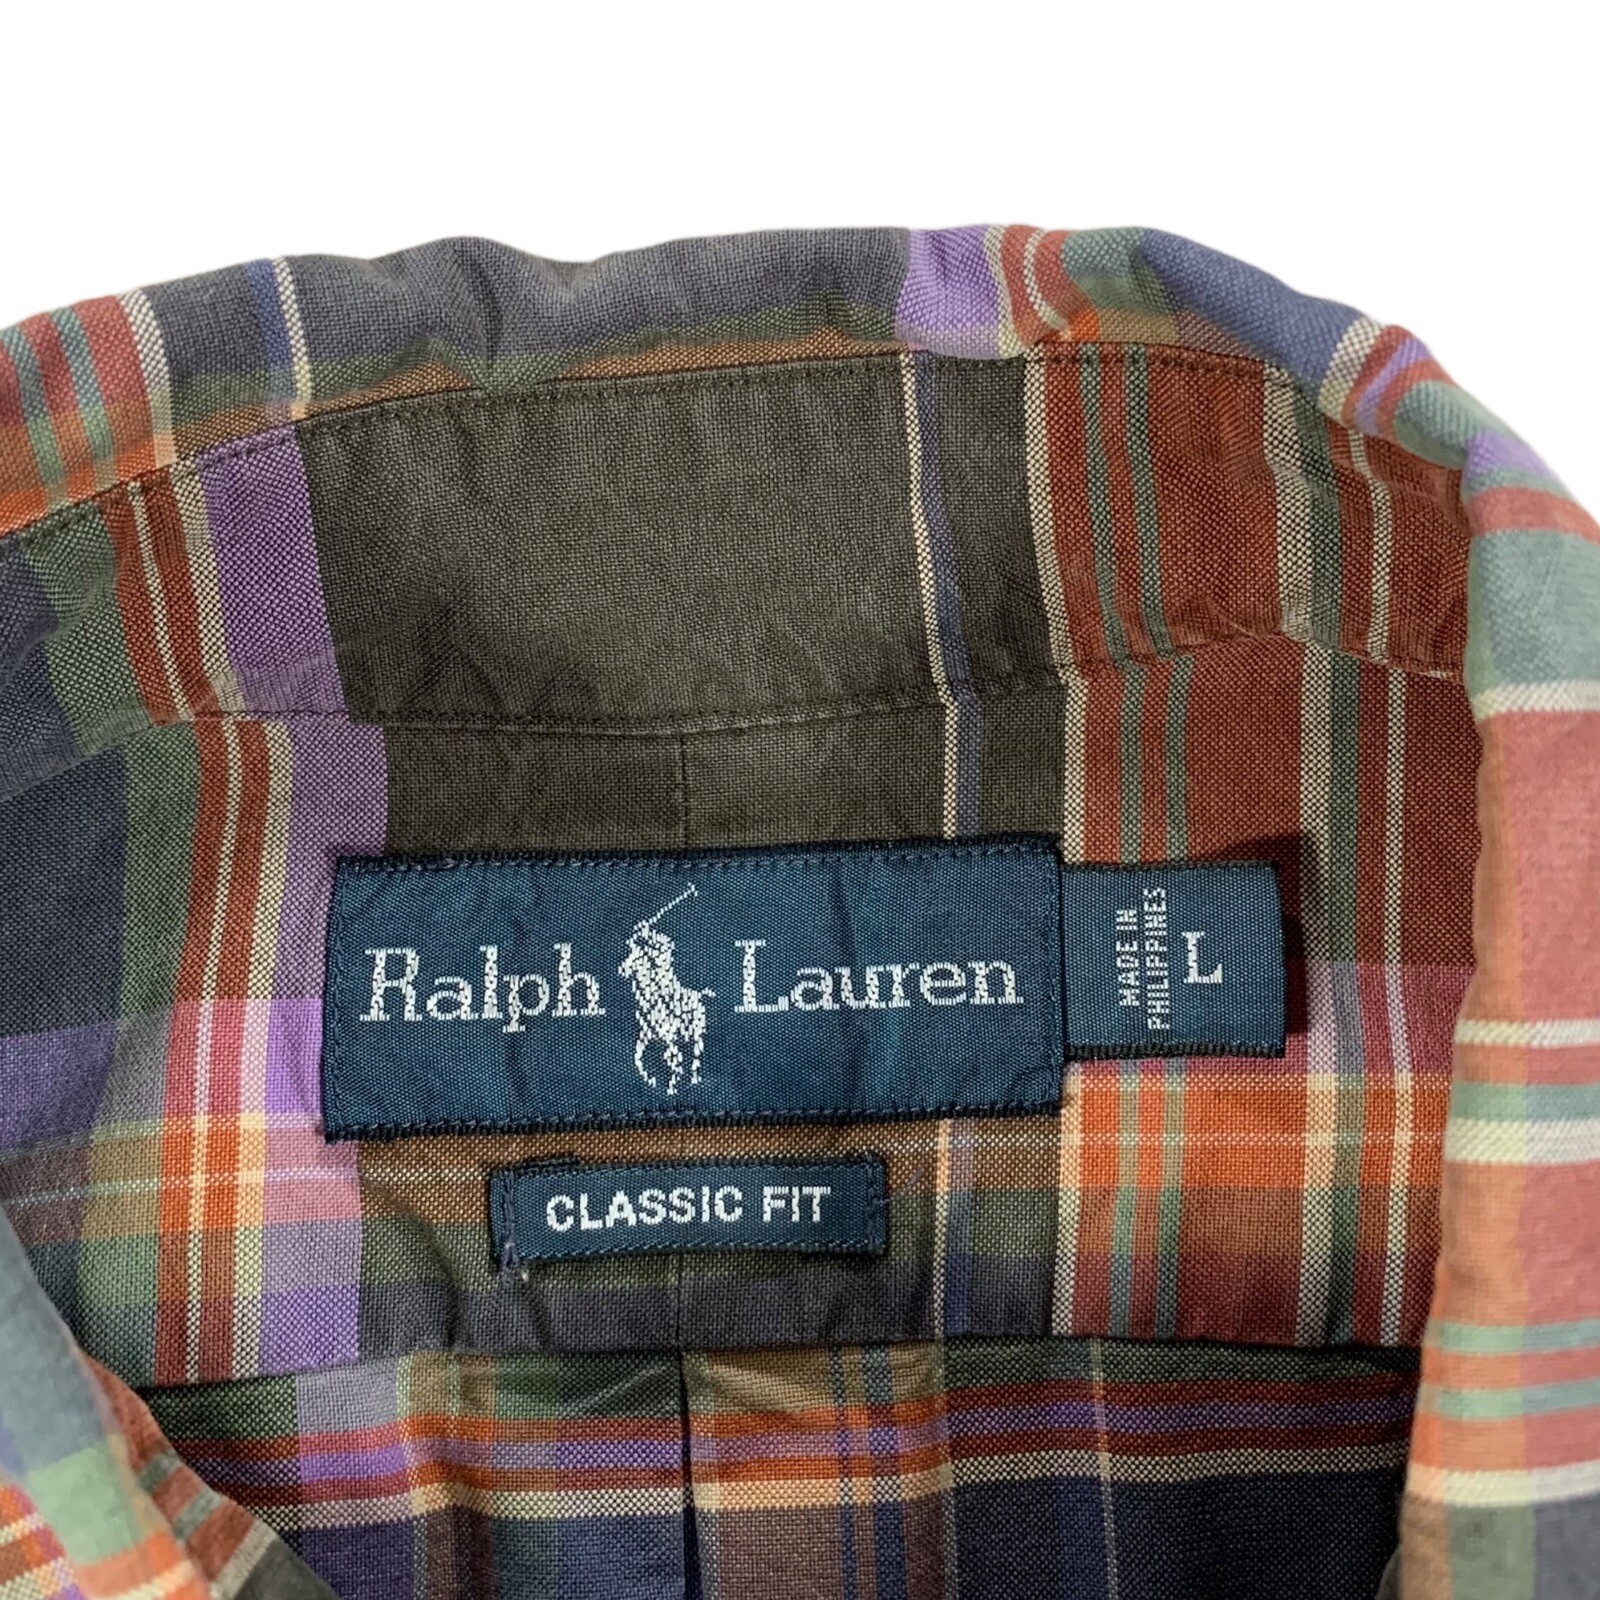 Ralph Lauren
MADE IN
PHILIPPINES
L
CLASSIC FIT